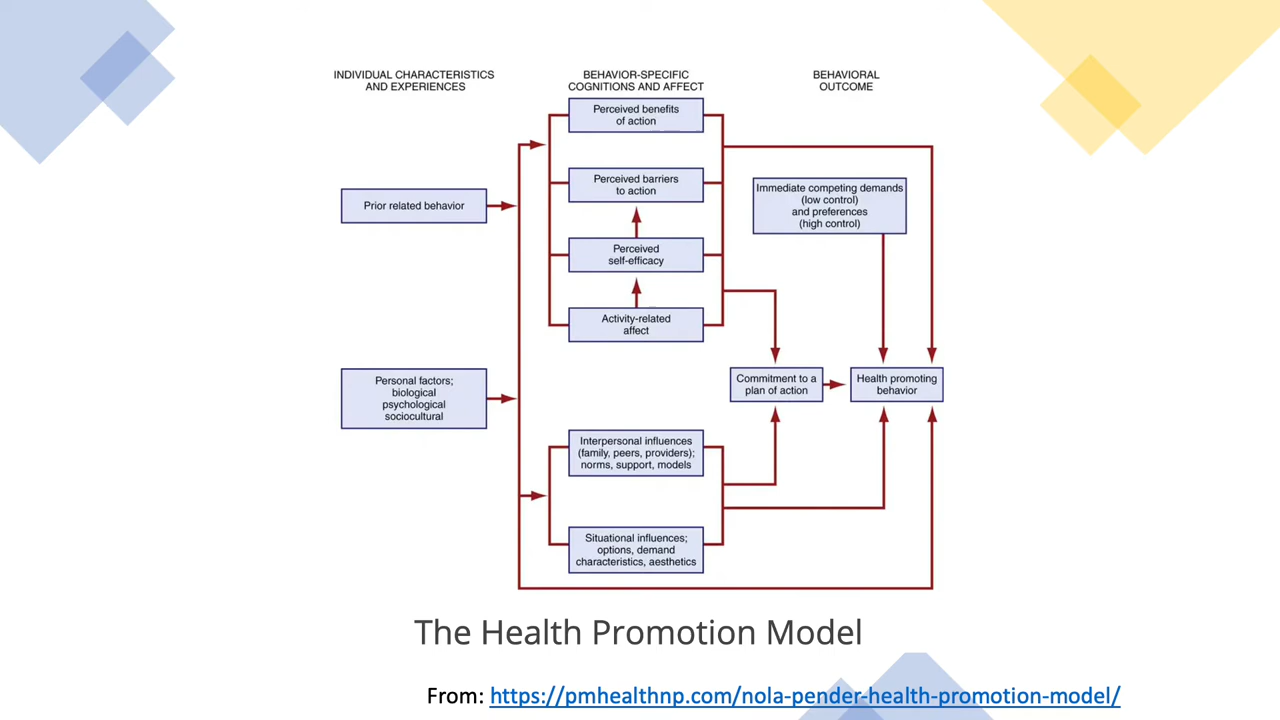 INDIVIDUAL CHARACTERISTICS
AND EXPERIENCES
BEHAVIOR-SPECIFIC
COGNITIONS AND AFFECT
BEHAVIORAL
OUTCOME
Perceived benefits
of action
Perceived barriers
to action
Immediate competing demands
(low control)
and preferences
(high control)
Prior related behavior
Perceived
self-efficacy
Activity-related
affect
Personal factors;
biological
psychological
sociocultural
Commitment to a
plan of action
Health promoting
behavior
Interpersonal influences
(family, peers, providers);
norms, support, models
Situational influences;
options, demand
characteristics, aesthetics
The Health Promotion Model
From: https://pmhealthnp.com/nola-pender-health-promotion-model/